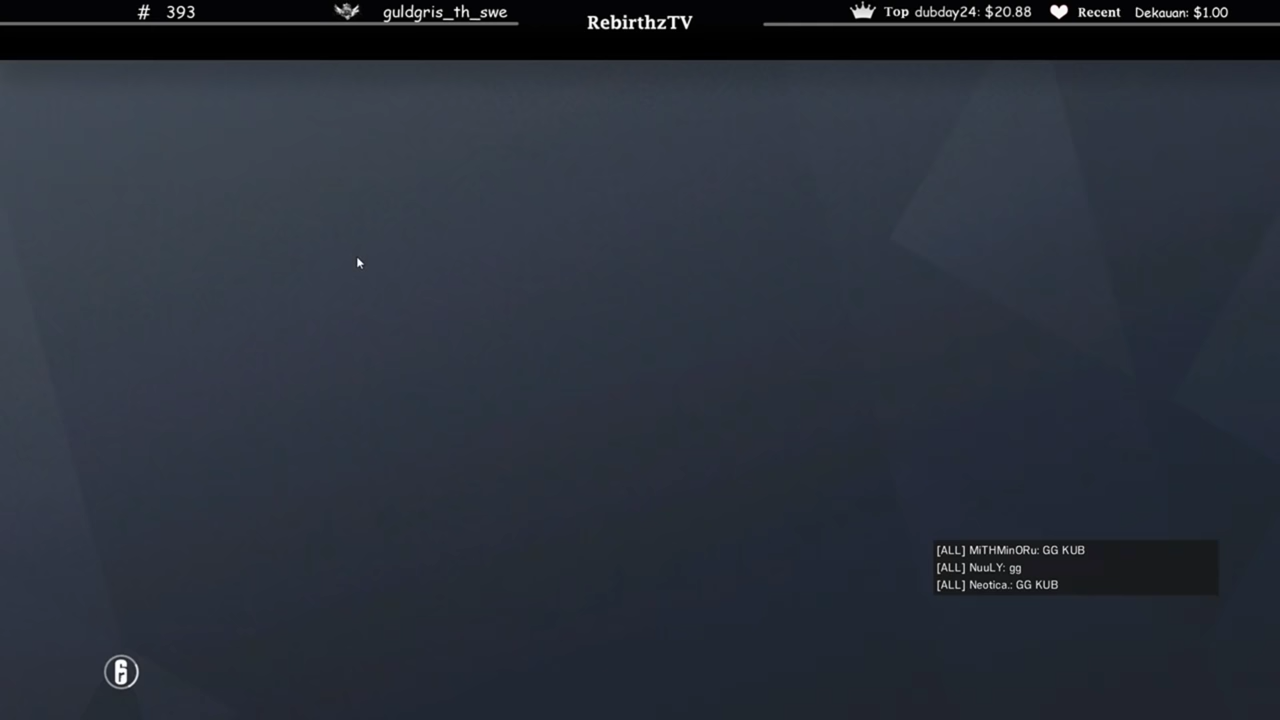 # 393
guldgris_th_swe
RebirthzTV
Top dubday24: $20.88
Recent Dekauan: $1.00
[ALL] MiTHMinORu: GG KUB
[ALL] NuuLY: gg
[ALL] Neotica.: GG KUB
6